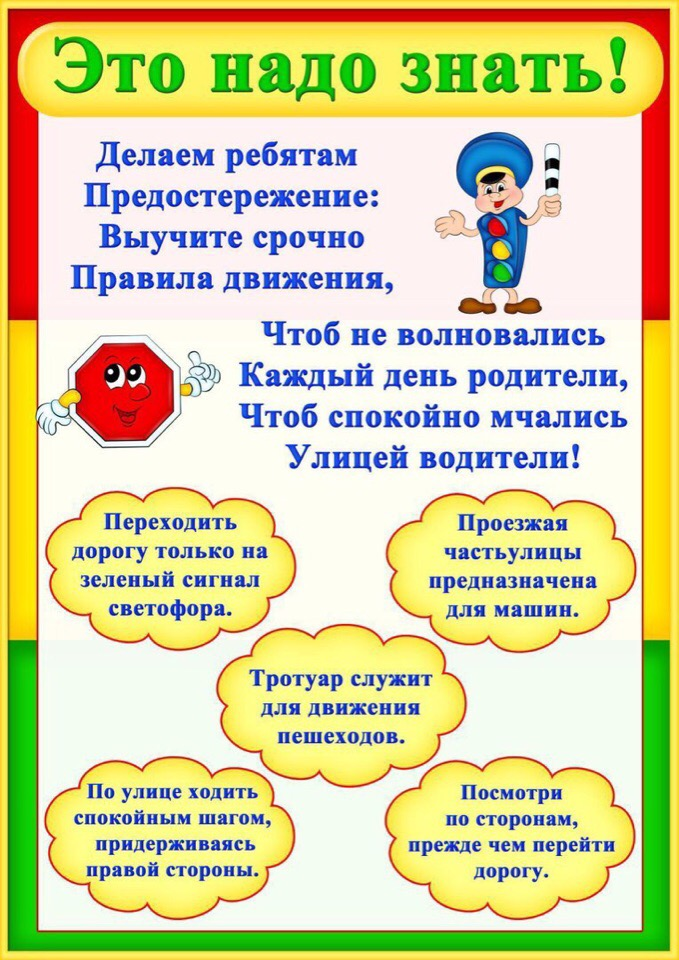 Это надо знать!
Делаем ребятам
Предостережение:
Выучите срочно
Правила движения,
Чтоб не волновались
Каждый день родители,
Чтоб спокойно мчались
Улицей водители!
Переходить
дорогу только на
зеленый сигнал
светофора.
Проезжая
частьулицы
предназначена
для машин.
Тротуар служит
для движения
пешеходов.
По улице ходить
спокойным шагом,
придерживаясь
правой стороны.
Посмотри
по сторонам,
прежде чем перейти
дорогу.